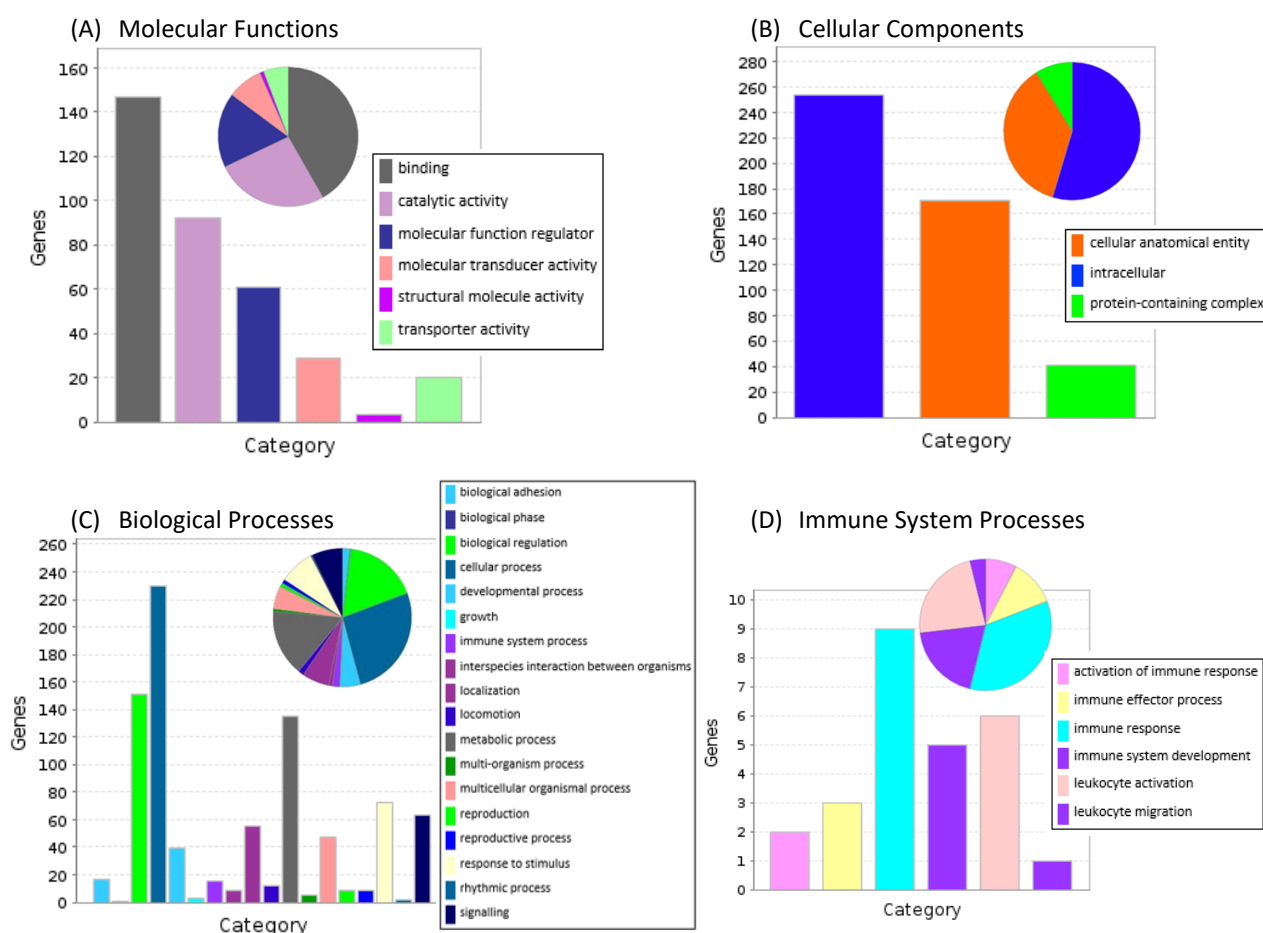 (A) Molecular Functions
160
140
120
100
80
60
40
20
0
Genes
Category
binding
catalytic activity
molecular function regulator
molecular transducer activity
structural molecule activity
transporter activity
(B) Cellular Components
280
260
240
220
200
180
160
140
120
100
80
60
40
20
0
Genes
Category
cellular anatomical entity
intracellular
protein-containing complex
(C) Biological Processes
260
240
220
200
180
160
140
120
100
80
60
40
20
0
Genes
Category
biological adhesion
biological phase
biological regulation
cellular process
developmental process
growth
immune system process
interspecies interaction between organisms
localization
locomotion
metabolic process
multi-organism process
multicellular organismal process
reproduction
reproductive process
response to stimulus
rhythmic process
signalling
(D) Immune System Processes
10
9
8
7
6
5
4
3
2
1
0
Genes
Category
activation of immune response
immune effector process
immune response
immune system development
leukocyte activation
leukocyte migration